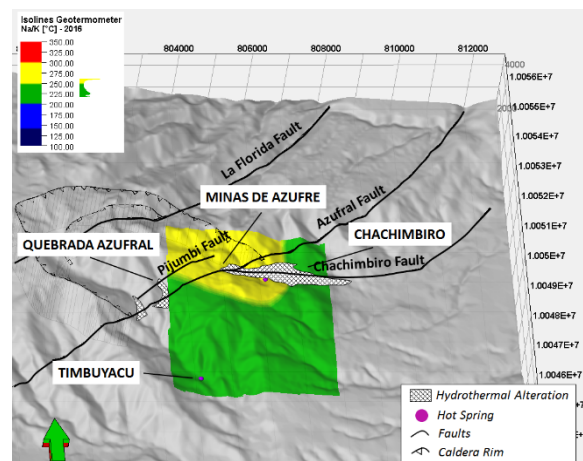 Isolines Geotermometer
Na/K [°C] - 2016
350.00
325.00
300.00
275.00
250.00
225.00
200.00
175.00
150.00
125.00
100.00
804000
806000
808000
810000
812000
4000
1.0056E+7
1.0055E+7
1.0054E+7
1.0053E+7
1.0052E+7
1.0051E+7
1.005E+7
1.0049E+7
1.0048E+7
1.0047E+7
1.0046E+7
La Florida Fault
MINAS DE AZUFRE
Azufral Fault
QUEBRADA AZUFRAL
Pijumbi Fault
CHACHIMBIRO
Chachimbiro Fault
TIMBUYACU
Hydrothermal Alteration
Hot Spring
Faults
Caldera Rim